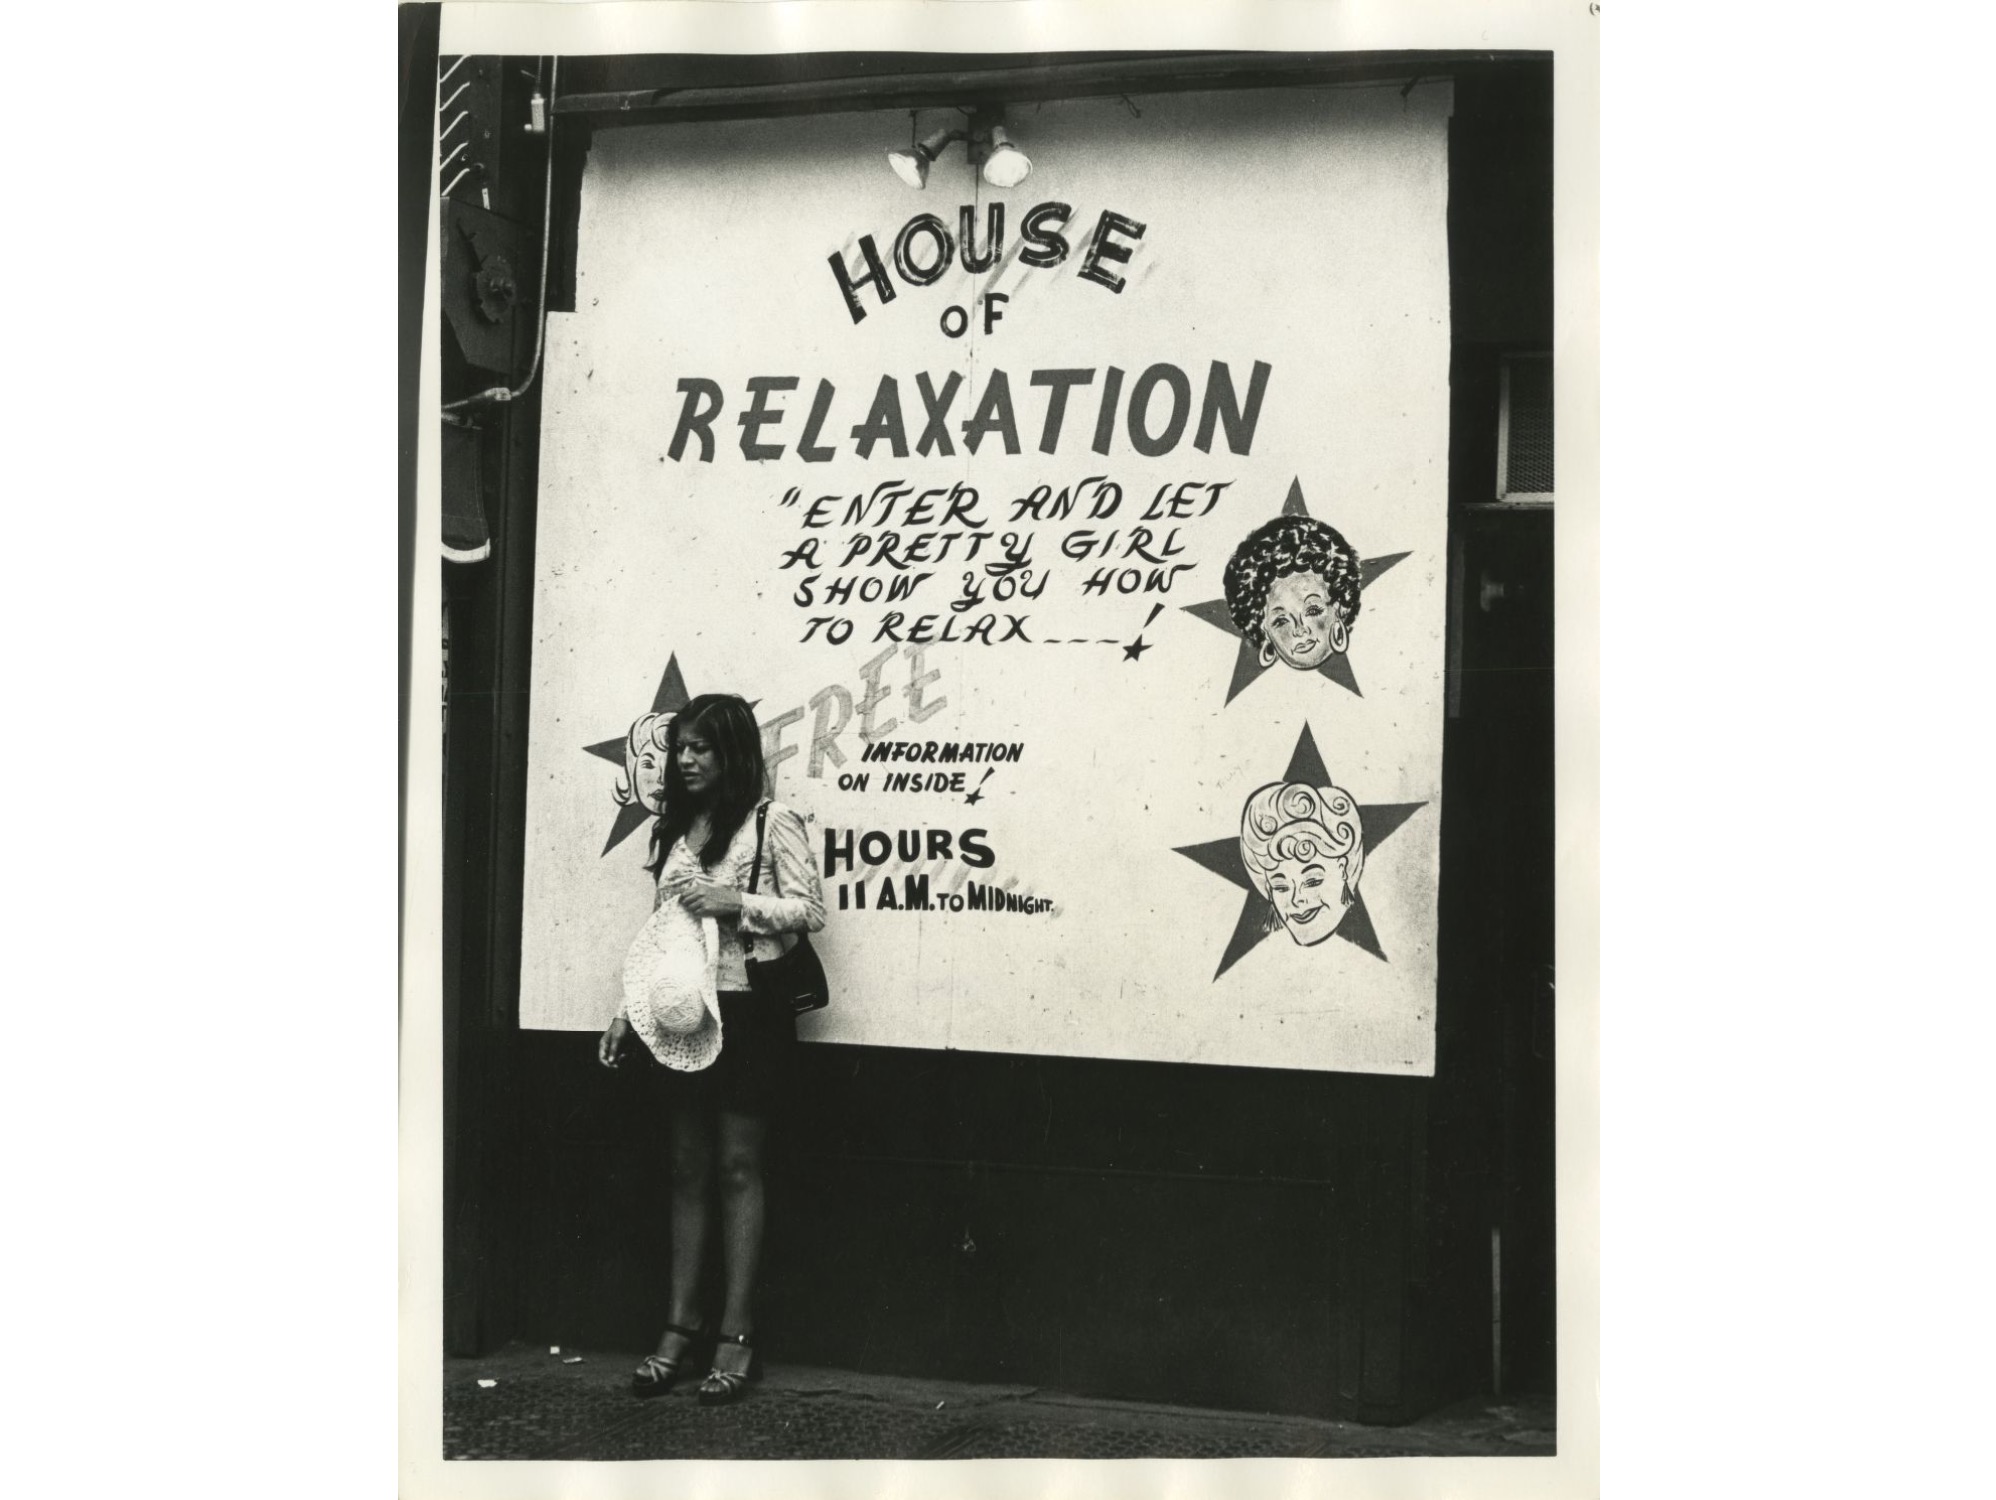 HOUSE
OF
RELAXATION
"ENTER AND LET
A PRETTY GIRL
SHOW YOU HOW
TO RELAX----!
FREE
INFORMATION
ON INSIDE!
HOURS
11 A.M. TO MIDNIGHT.